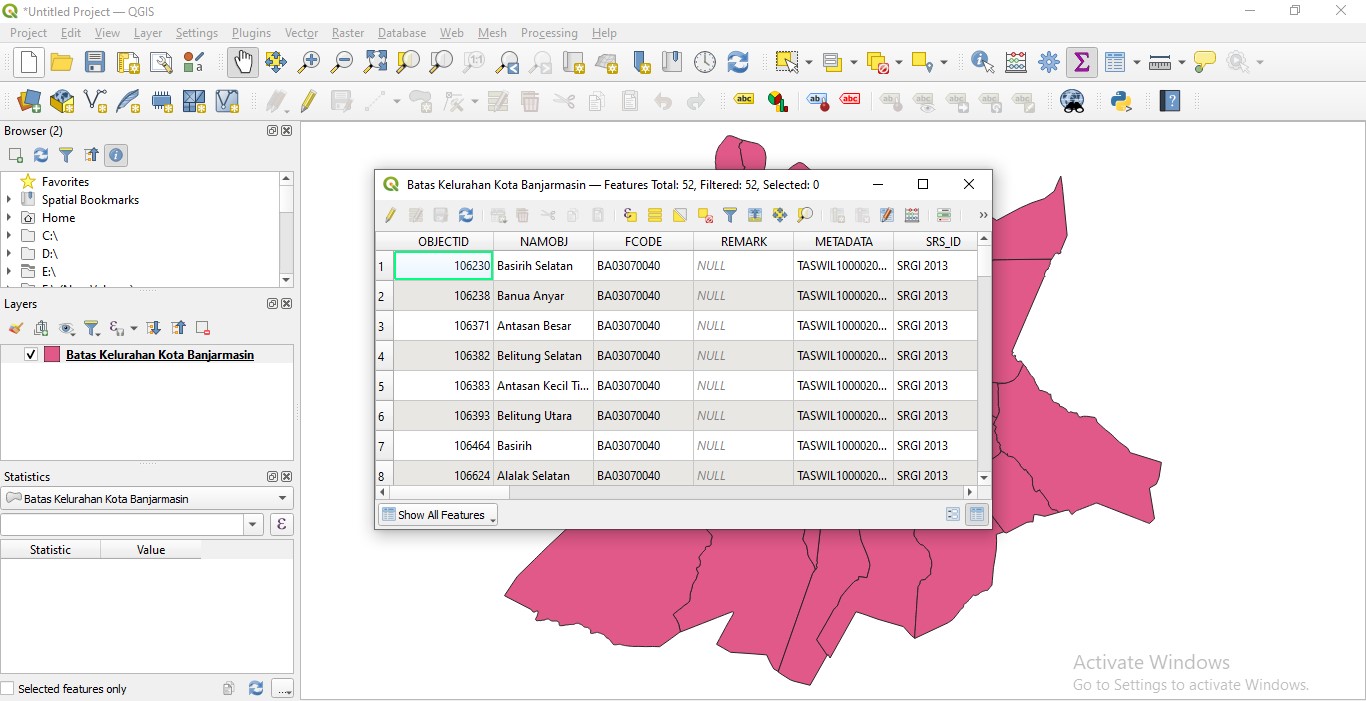 *Untitled Project — QGIS
Project Edit View Layer Settings Plugins Vector Raster Database Web Mesh Processing Help
Browser (2)
Favorites
Spatial Bookmarks
Home
C:\
D:\
E:\
Layers
Batas Kelurahan Kota Banjarmasin
Statistics
Batas Kelurahan Kota Banjarmasin
Statistic Value
Selected features only
Batas Kelurahan Kota Banjarmasin — Features Total: 52, Filtered: 52, Selected: 0
OBJECTID NAMOBJ FCODE REMARK METADATA SRS_ID
1 106230 Basirih Selatan BA03070040 NULL TASWIL1000020... SRGI 2013
2 106238 Banua Anyar BA03070040 NULL TASWIL1000020... SRGI 2013
3 106371 Antasan Besar BA03070040 NULL TASWIL1000020... SRGI 2013
4 106382 Belitung Selatan BA03070040 NULL TASWIL1000020... SRGI 2013
5 106383 Antasan Kecil Ti... BA03070040 NULL TASWIL1000020... SRGI 2013
6 106393 Belitung Utara BA03070040 NULL TASWIL1000020... SRGI 2013
7 106464 Basirih BA03070040 NULL TASWIL1000020... SRGI 2013
8 106624 Alalak Selatan BA03070040 NULL TASWIL1000020... SRGI 2013
Show All Features
Activate Windows
Go to Settings to activate Windows.